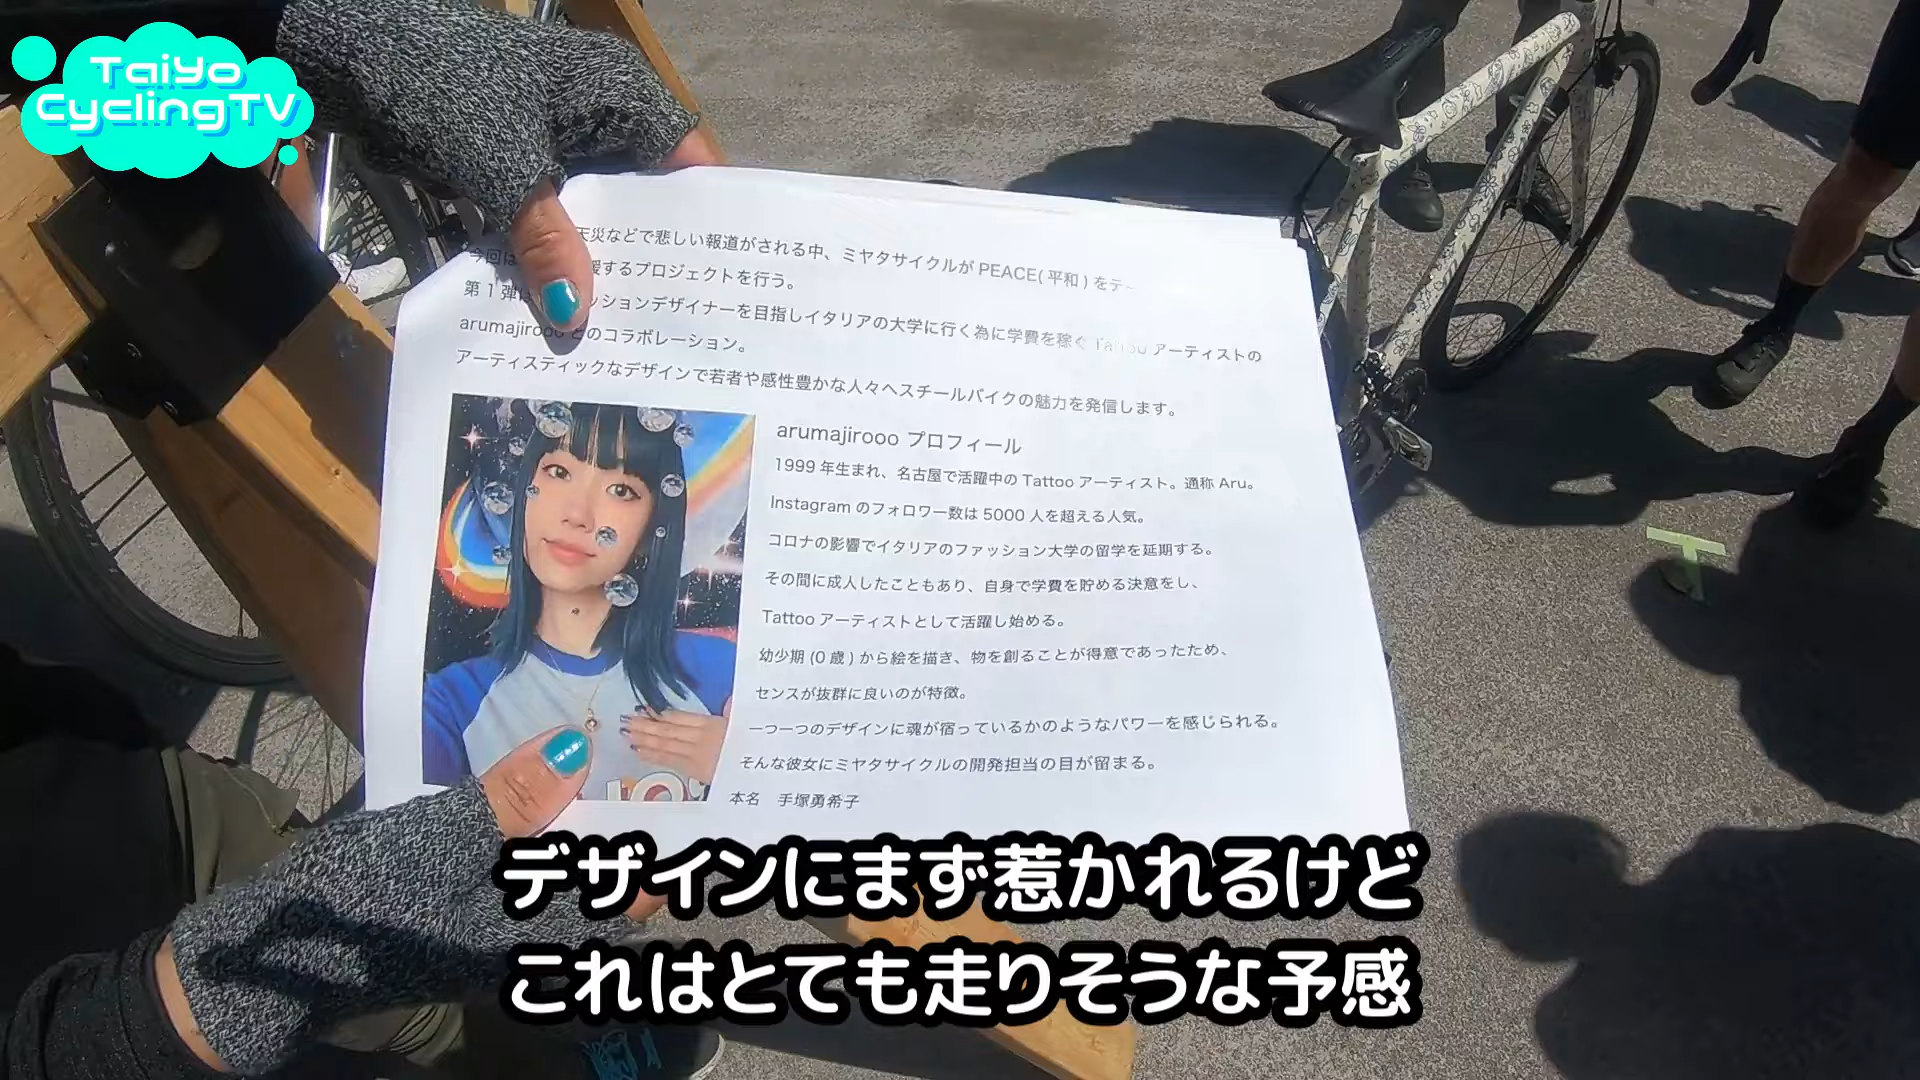 TaiYo
CyclingTV
天災などで悲しい報道がされる中、ミヤタサイクルが PEACE(平和)をテ
今回は 援するプロジェクトを行う。
第1弾は ッションデザイナーを目指しイタリアの大学に行く為に学費を稼ぐ Tattoo アーティストの
arumajirooo とのコラボレーション。
アーティスティックなデザインで若者や感性豊かな人々へスチールバイクの魅力を発信します。
arumajirooo プロフィール
1999 年生まれ、名古屋で活躍中の Tattoo アーティスト。通称 Aru。
Instagram のフォロワー数は 5000 人を超える人気。
コロナの影響でイタリアのファッション大学の留学を延期する。
その間に成人したこともあり、自身で学費を貯める決意をし、
Tattoo アーティストとして活躍し始める。
幼少期 (0 歳) から絵を描き、物を創ることが得意であったため、
センスが抜群に良いのが特徴。
一つ一つのデザインに魂が宿っているかのようなパワーを感じられる。
そんな彼女にミヤタサイクルの開発担当の目が留まる。
本名 手塚勇希子
デザインにまず惹かれるけど
これはとても走りそうな予感